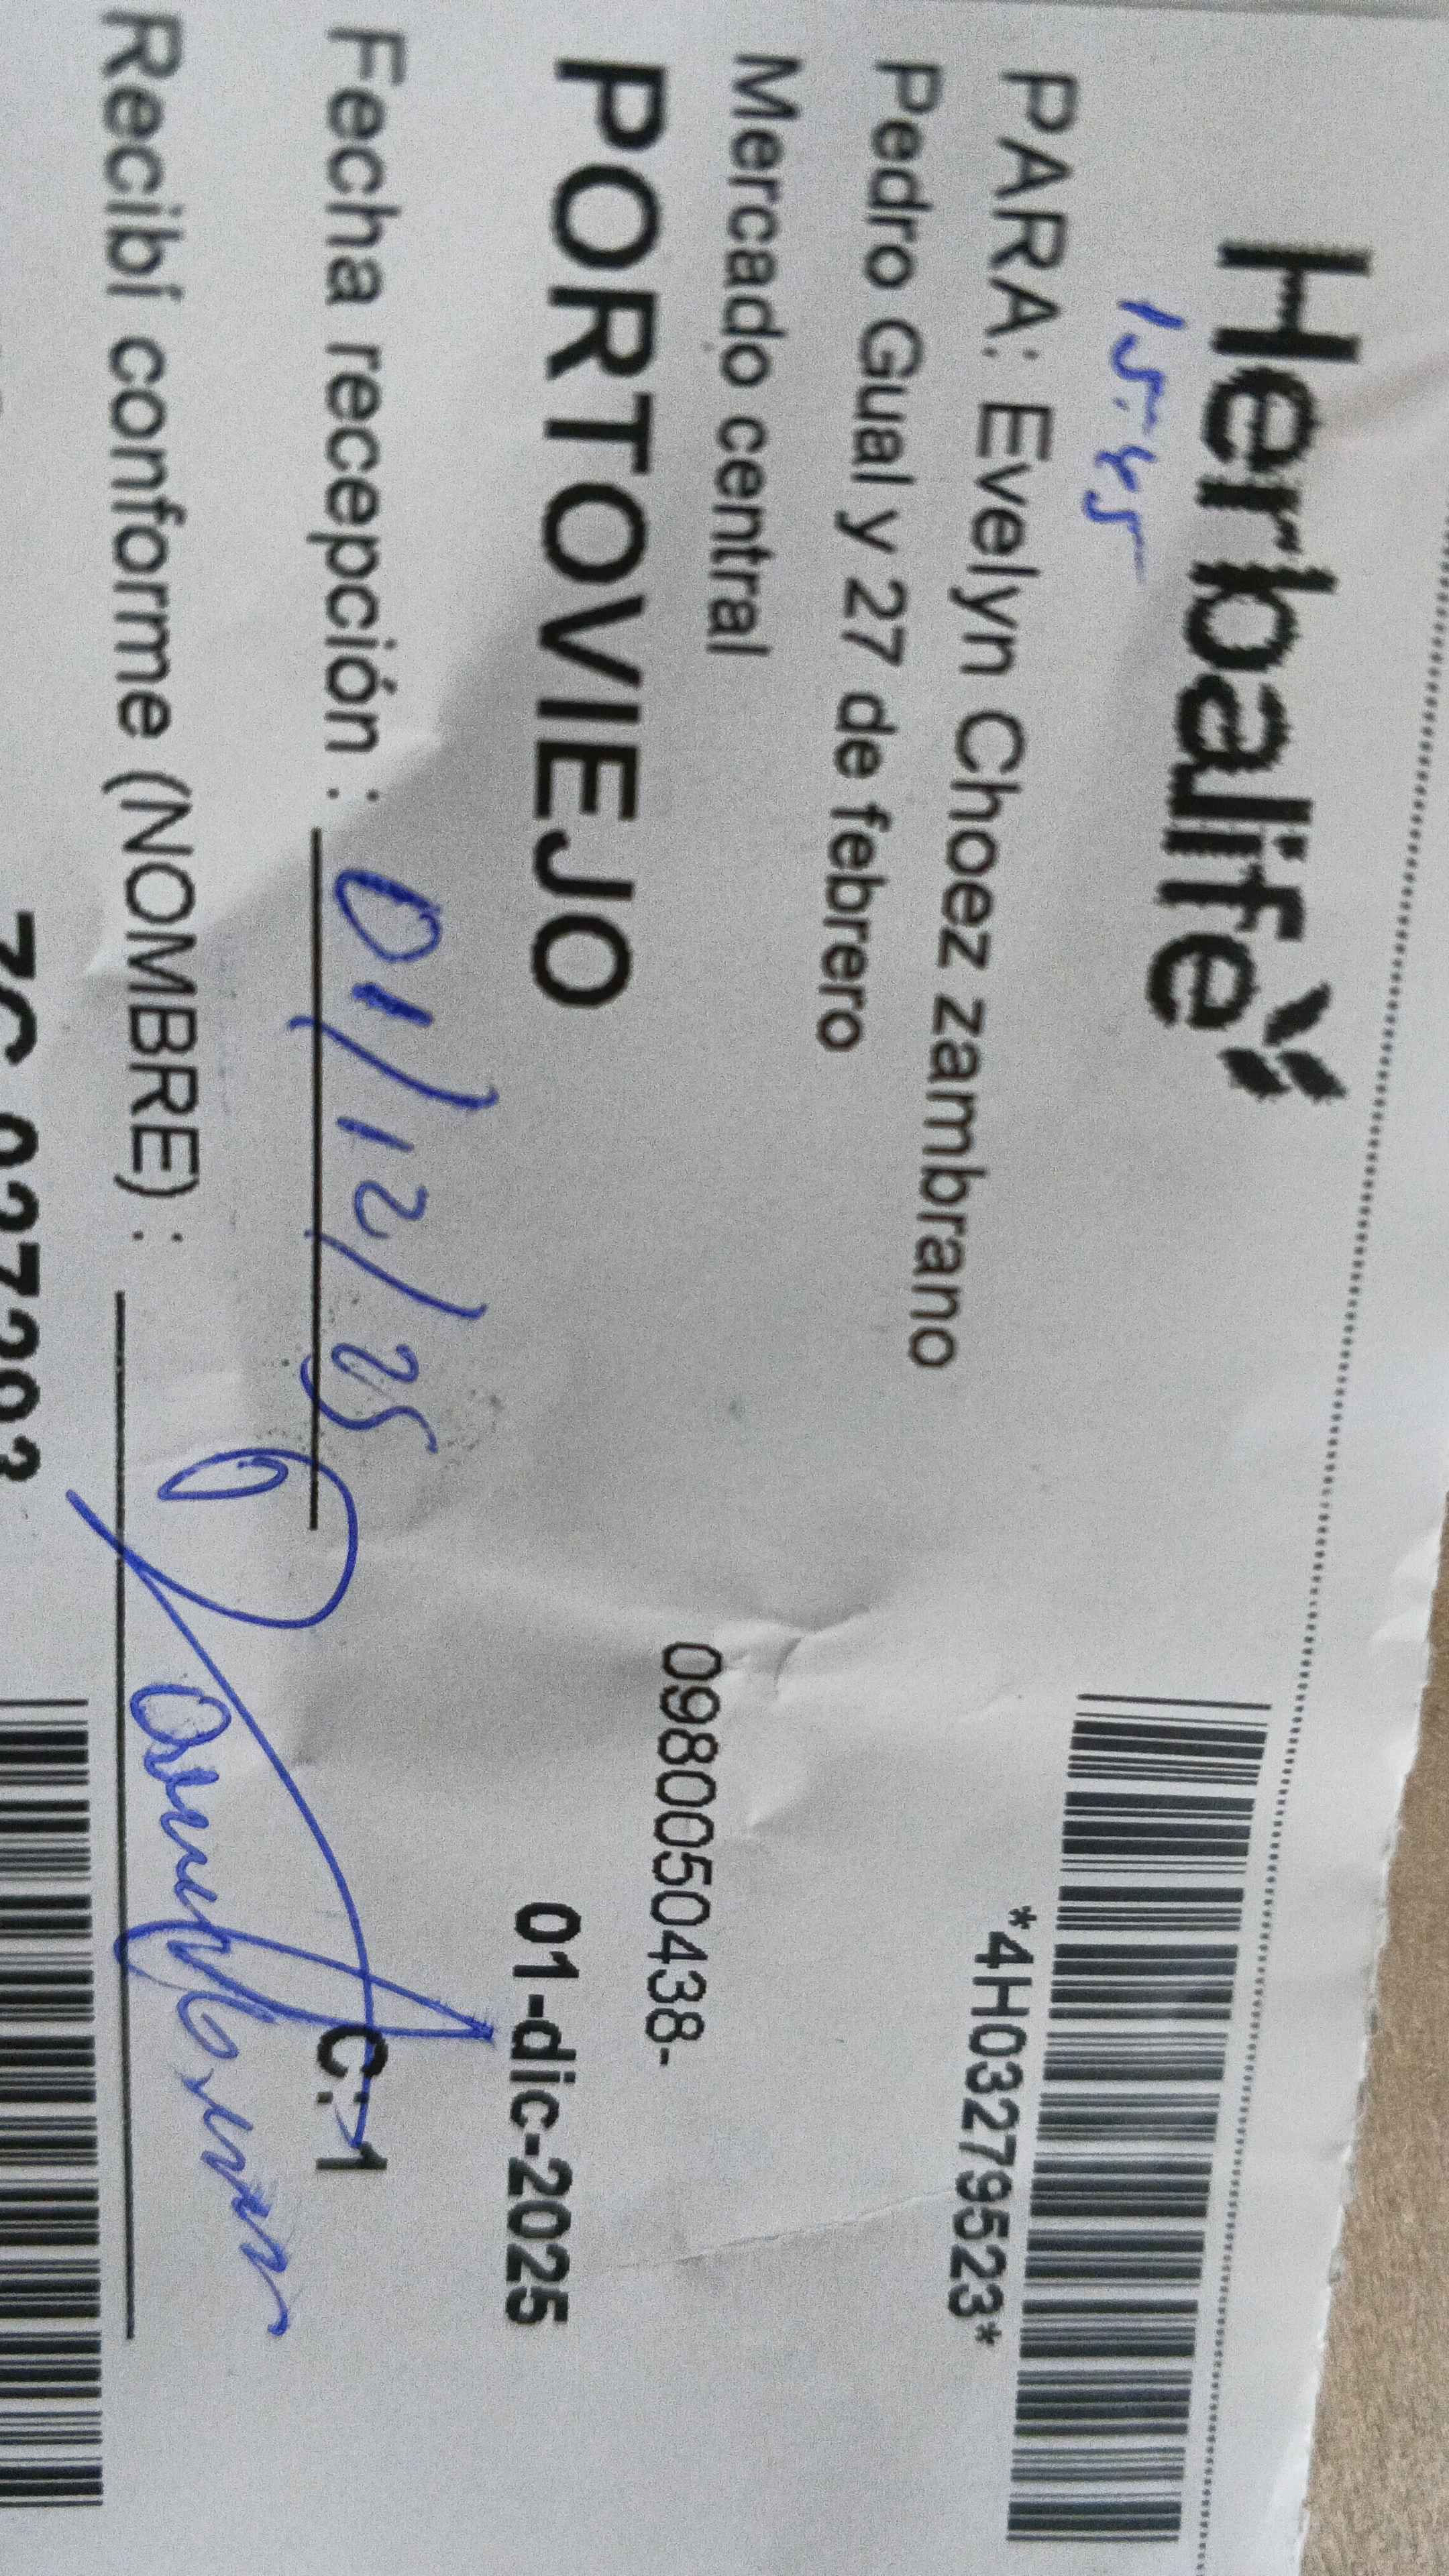 Herbalife
15:45
*4H03279523*
PARA: Evelyn Choez zambrano
Pedro Gual y 27 de febrero
Mercado central
0980050438-
PORTOVIEJO
01-dic-2025
Fecha recepción : 01/12/25
C: 1
Recibí conforme (NOMBRE) :